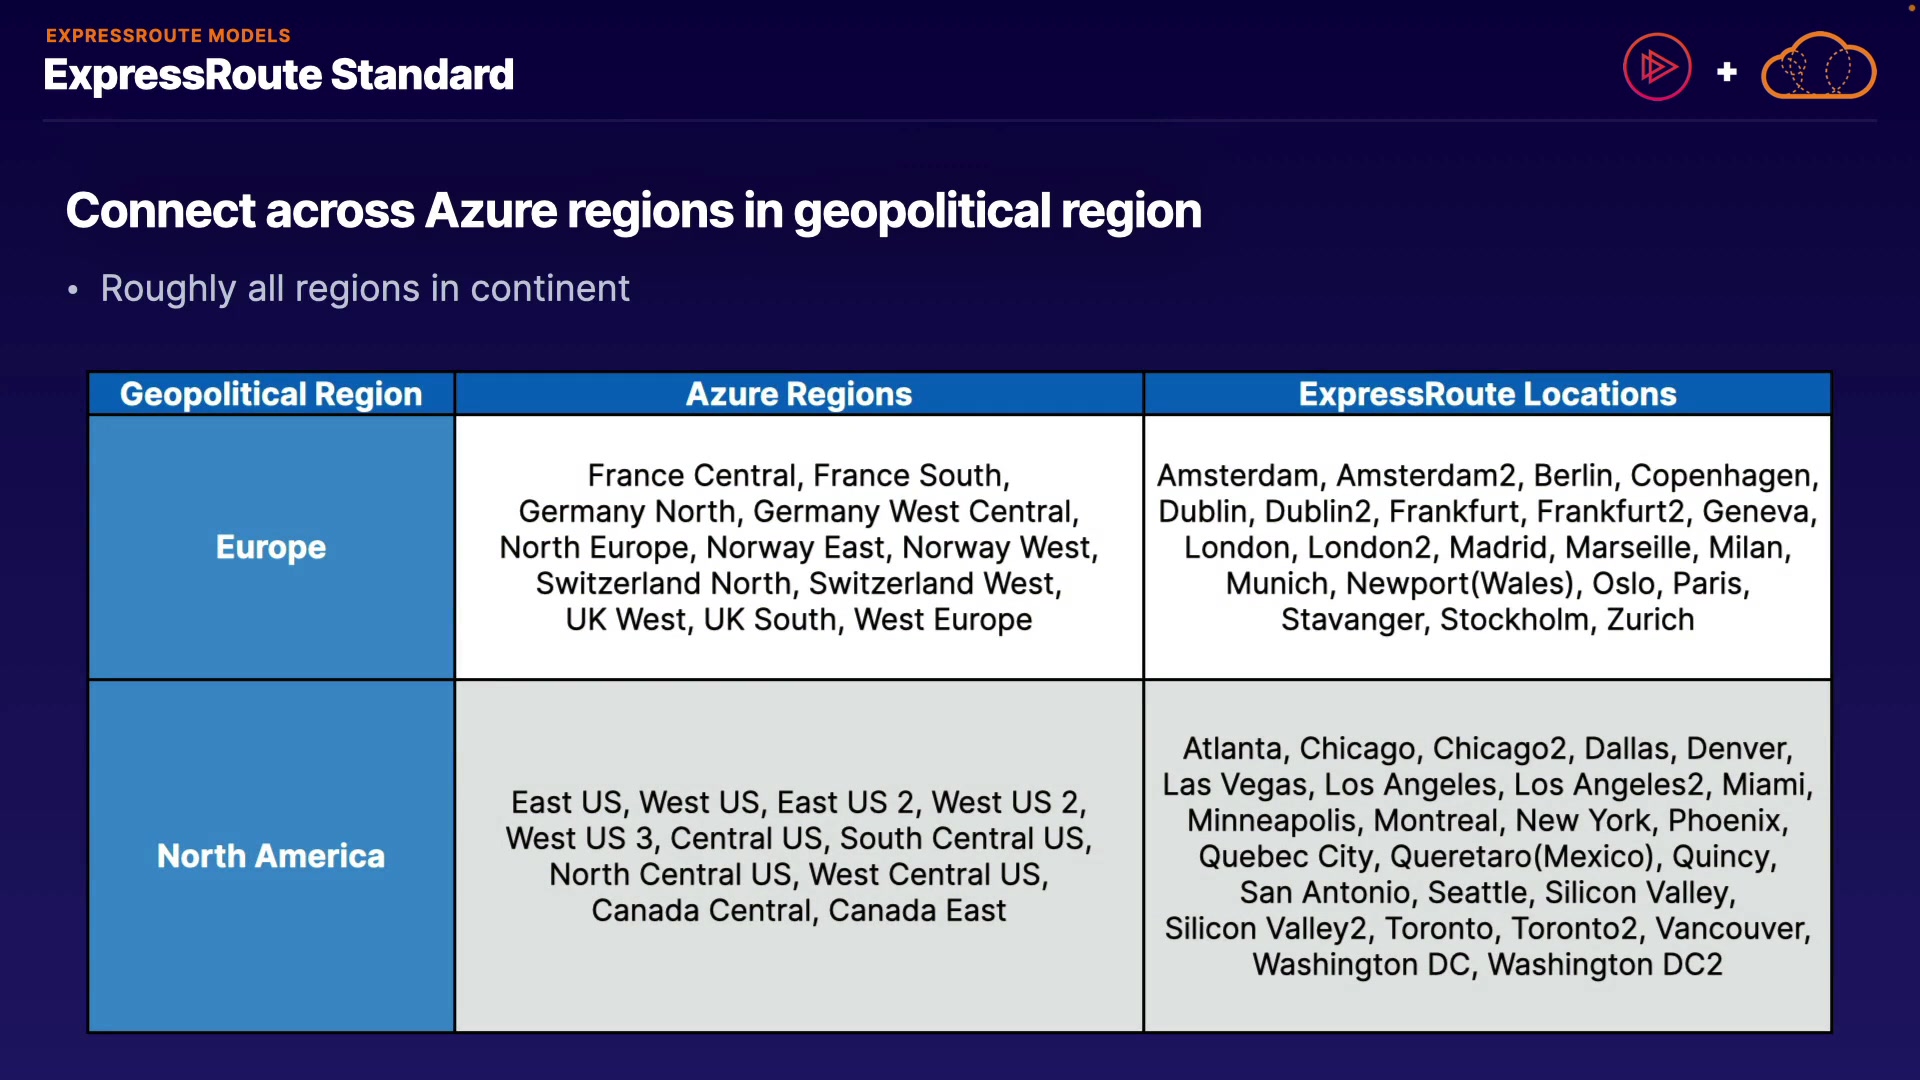 EXPRESSROUTE MODELS
ExpressRoute Standard
+
Connect across Azure regions in geopolitical region
• Roughly all regions in continent
Geopolitical Region
Azure Regions
ExpressRoute Locations
Europe
France Central, France South,
Germany North, Germany West Central,
North Europe, Norway East, Norway West,
Switzerland North, Switzerland West,
UK West, UK South, West Europe
Amsterdam, Amsterdam2, Berlin, Copenhagen,
Dublin, Dublin2, Frankfurt, Frankfurt2, Geneva,
London, London2, Madrid, Marseille, Milan,
Munich, Newport(Wales), Oslo, Paris,
Stavanger, Stockholm, Zurich
North America
East US, West US, East US 2, West US 2,
West US 3, Central US, South Central US,
North Central US, West Central US,
Canada Central, Canada East
Atlanta, Chicago, Chicago2, Dallas, Denver,
Las Vegas, Los Angeles, Los Angeles2, Miami,
Minneapolis, Montreal, New York, Phoenix,
Quebec City, Queretaro(Mexico), Quincy,
San Antonio, Seattle, Silicon Valley,
Silicon Valley2, Toronto, Toronto2, Vancouver,
Washington DC, Washington DC2